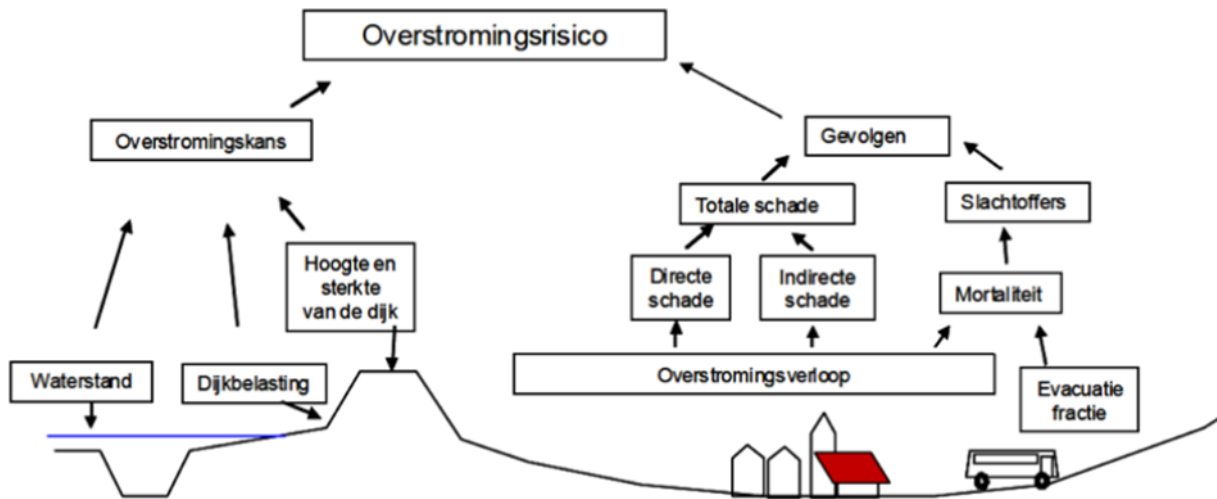 Overstromingsrisico
Overstromingskans
Gevolgen
Totale schade
Slachtoffers
Hoogte en
sterkte
van de dijk
Directe
schade
Indirecte
schade
Mortaliteit
Waterstand
Dijkbelasting
Overstromingsverloop
Evacuatie
fractie